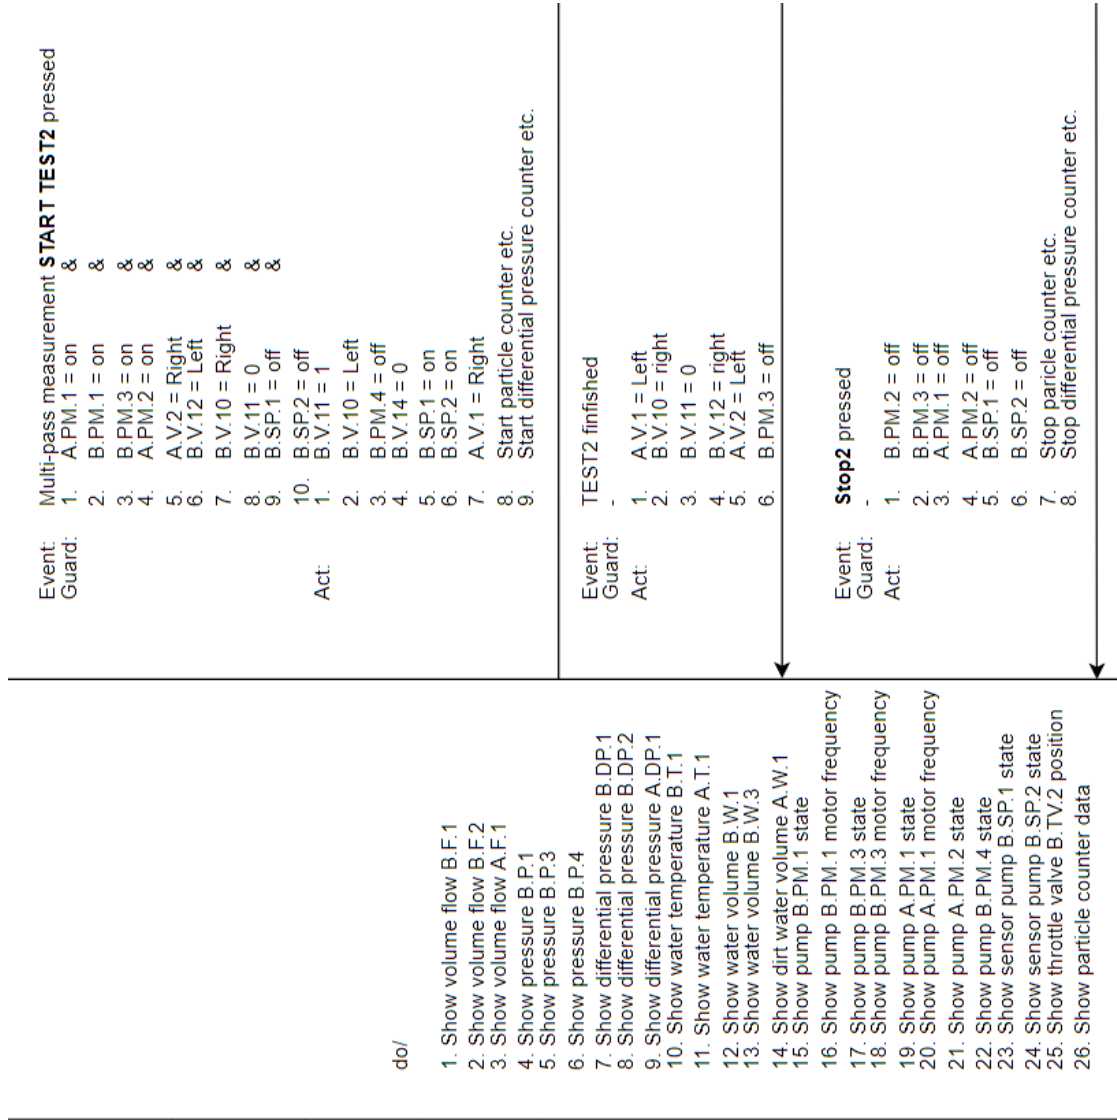 Event: Multi-pass measurement START TEST2 pressed
Guard: 1. A.PM.1 = on &
2. B.PM.1 = on &
3. B.PM.3 = on &
4. A.PM.2 = on &
5. A.V.2 = Right &
6. B.V.12 = Left &
7. B.V.10 = Right &
8. B.V.11 = 0 &
9. B.SP.1 = off &
10. B.SP.2 = off
Act: 1. B.V.11 = 1
2. B.V.10 = Left
3. B.PM.4 = off
4. B.V.14 = 0
5. B.SP.1 = on
6. B.SP.2 = on
7. A.V.1 = Right
8. Start particle counter etc.
9. Start differential pressure counter etc.
Event: TEST2 finfished
Guard: -
Act: 1. A.V.1 = Left
2. B.V.10 = right
3. B.V.11 = 0
4. B.V.12 = right
5. A.V.2 = Left
6. B.PM.3 = off
Event: Stop2 pressed
Guard: -
Act: 1. B.PM.2 = off
2. B.PM.3 = off
3. A.PM.1 = off
4. A.PM.2 = off
5. B.SP.1 = off
6. B.SP.2 = off
7. Stop paricle counter etc.
8. Stop differential pressure counter etc.
do/
1. Show volume flow B.F.1
2. Show volume flow B.F.2
3. Show volume flow A.F.1
4. Show pressure B.P.1
5. Show pressure B.P.3
6. Show pressure B.P.4
7. Show differential pressure B.DP.1
8. Show differential pressure B.DP.2
9. Show differential pressure A.DP.1
10. Show water temperature B.T.1
11. Show water temperature A.T.1
12. Show water volume B.W.1
13. Show water volume B.W.3
14. Show dirt water volume A.W.1
15. Show pump B.PM.1 state
16. Show pump B.PM.1 motor frequency
17. Show pump B.PM.3 state
18. Show pump B.PM.3 motor frequency
19. Show pump A.PM.1 state
20. Show pump A.PM.1 motor frequency
21. Show pump A.PM.2 state
22. Show pump B.PM.4 state
23. Show sensor pump B.SP.1 state
24. Show sensor pump B.SP.2 state
25. Show throttle valve B.TV.2 position
26. Show particle counter data